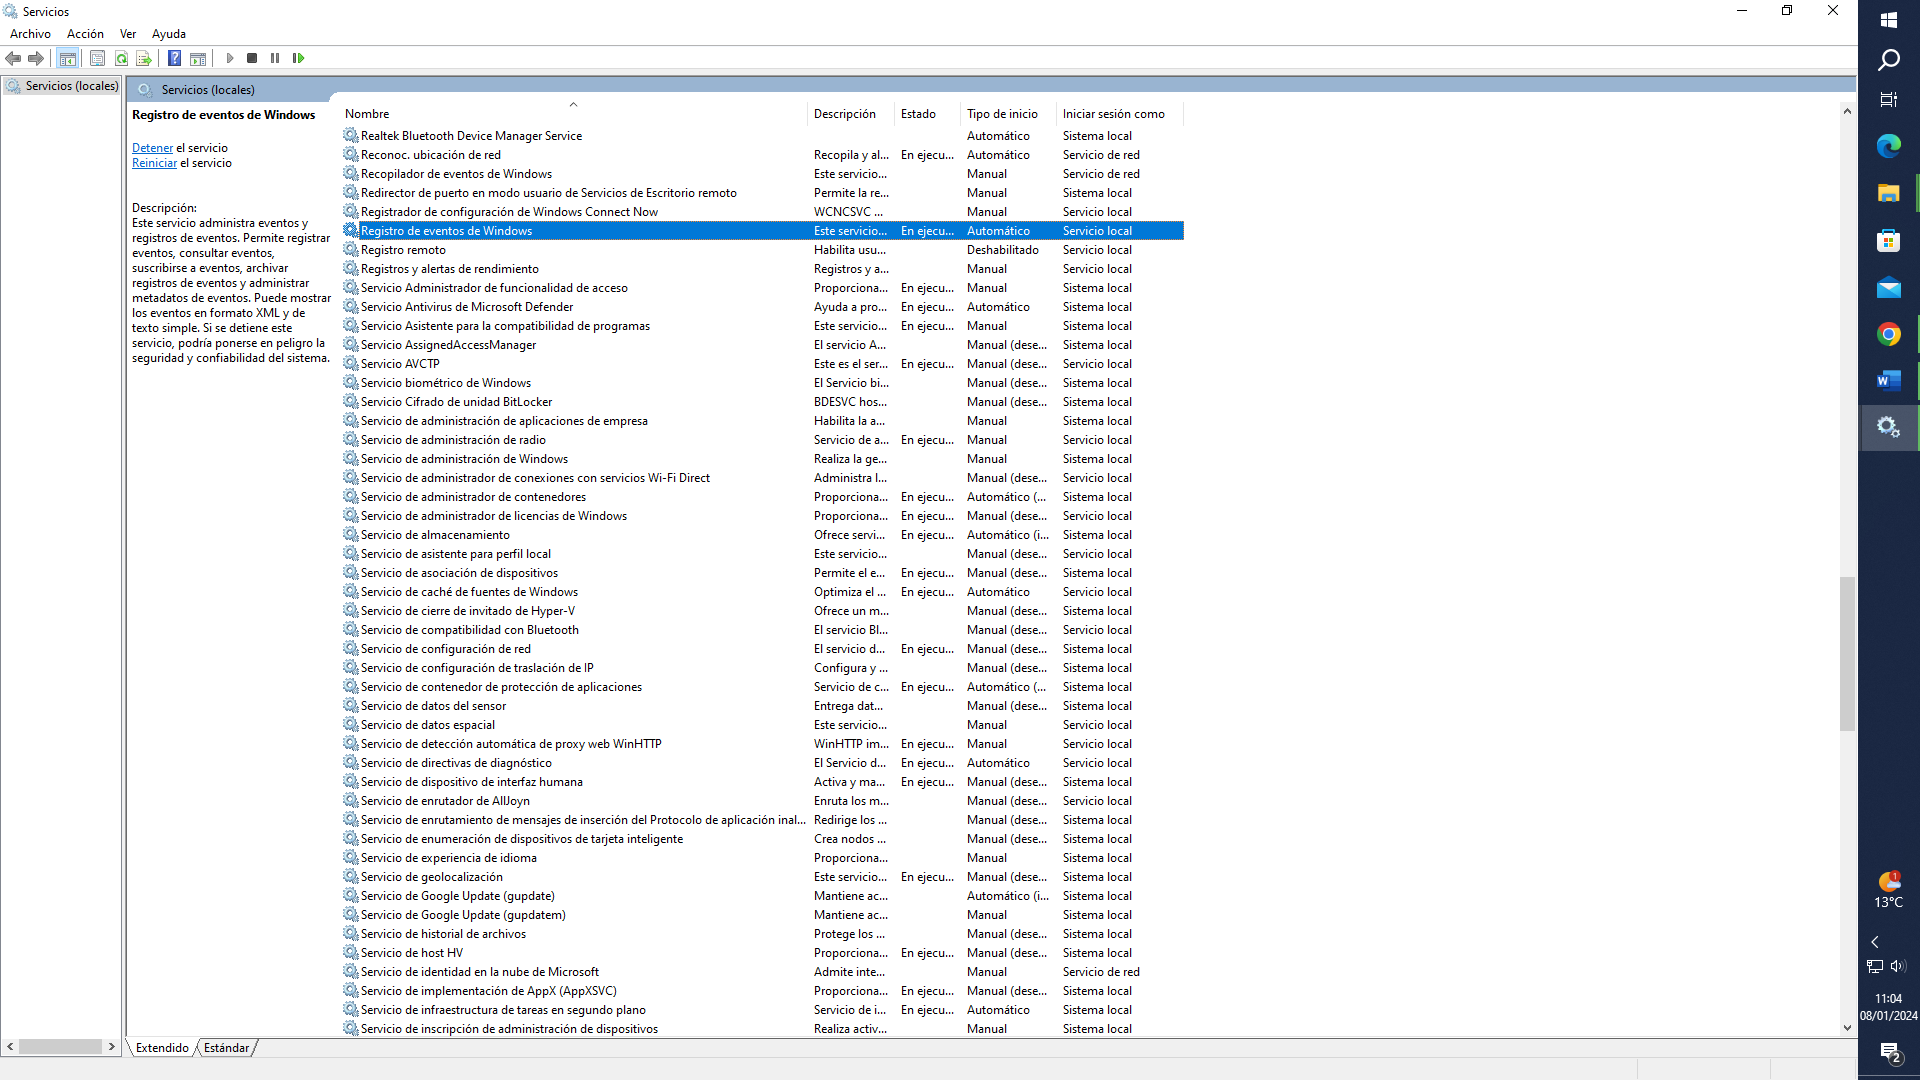 Servicios
Archivo Acción Ver Ayuda
Servicios (locales)
Servicios (locales)
Registro de eventos de Windows
Detener el servicio
Reiniciar el servicio
Descripción:
Este servicio administra eventos y
registros de eventos. Permite registrar
eventos, consultar eventos,
suscribirse a eventos, archivar
registros de eventos y administrar
metadatos de eventos. Puede mostrar
los eventos en formato XML y de
texto simple. Si se detiene este
servicio, podría ponerse en peligro la
seguridad y confiabilidad del sistema.
Nombre Descripción Estado Tipo de inicio Iniciar sesión como
Realtek Bluetooth Device Manager Service Automático Sistema local
Reconoc. ubicación de red Recopila y al... En ejecu... Automático Servicio de red
Recopilador de eventos de Windows Este servicio... Manual Servicio de red
Redirector de puerto en modo usuario de Servicios de Escritorio remoto Permite la re... Manual Sistema local
Registrador de configuración de Windows Connect Now WCNCSVC ... Manual Servicio local
Registro de eventos de Windows Este servicio... En ejecu... Automático Servicio local
Registro remoto Habilita usu... Deshabilitado Servicio local
Registros y alertas de rendimiento Registros y a... Manual Servicio local
Servicio Administrador de funcionalidad de acceso Proporciona... En ejecu... Manual Sistema local
Servicio Antivirus de Microsoft Defender Ayuda a pro... En ejecu... Automático Sistema local
Servicio Asistente para la compatibilidad de programas Este servicio... En ejecu... Manual Sistema local
Servicio AssignedAccessManager El servicio A... Manual (dese... Sistema local
Servicio AVCTP Este es el ser... En ejecu... Manual (dese... Servicio local
Servicio biométrico de Windows El Servicio bi... Manual (dese... Sistema local
Servicio Cifrado de unidad BitLocker BDESVC hos... Manual (dese... Sistema local
Servicio de administración de aplicaciones de empresa Habilita la a... Manual Sistema local
Servicio de administración de radio Servicio de a... En ejecu... Manual Servicio local
Servicio de administración de Windows Realiza la ge... Manual Sistema local
Servicio de administrador de conexiones con servicios Wi-Fi Direct Administra l... Manual (dese... Sistema local
Servicio de administrador de contenedores Proporciona... En ejecu... Automático (... Sistema local
Servicio de administrador de licencias de Windows Proporciona... En ejecu... Manual (dese... Servicio local
Servicio de almacenamiento Ofrece servi... En ejecu... Automático (i... Sistema local
Servicio de asistente para perfil local Este servicio... Manual (dese... Servicio local
Servicio de asociación de dispositivos Permite el e... En ejecu... Manual (dese... Sistema local
Servicio de caché de fuentes de Windows Optimiza el ... En ejecu... Automático Servicio local
Servicio de cierre de invitado de Hyper-V Ofrece un m... Manual (dese... Sistema local
Servicio de compatibilidad con Bluetooth El servicio Bl... Manual (dese... Servicio local
Servicio de configuración de red El servicio d... En ejecu... Manual (dese... Sistema local
Servicio de configuración de traslación de IP Configura y ... Manual (dese... Sistema local
Servicio de contenedor de protección de aplicaciones Servicio de c... En ejecu... Automático (... Sistema local
Servicio de datos del sensor Entrega dat... Manual (dese... Sistema local
Servicio de datos espacial Este servicio... Manual Servicio local
Servicio de detección automática de proxy web WinHTTP WinHTTP im... En ejecu... Manual Servicio local
Servicio de directivas de diagnóstico El Servicio d... En ejecu... Automático Servicio local
Servicio de dispositivo de interfaz humana Activa y ma... En ejecu... Manual (dese... Sistema local
Servicio de enrutador de AllJoyn Enruta los m... Manual (dese... Servicio local
Servicio de enrutamiento de mensajes de inserción del Protocolo de aplicación inal... Redirige los ... Manual (dese... Sistema local
Servicio de enumeración de dispositivos de tarjeta inteligente Crea nodos ... Manual (dese... Sistema local
Servicio de experiencia de idioma Proporciona... Manual Sistema local
Servicio de geolocalización Este servicio... En ejecu... Manual (dese... Sistema local
Servicio de Google Update (gupdate) Mantiene ac... Automático (i... Sistema local
Servicio de Google Update (gupdatem) Mantiene ac... Manual Sistema local
Servicio de historial de archivos Protege los ... Manual (dese... Sistema local
Servicio de host HV Proporciona... En ejecu... Manual (dese... Sistema local
Servicio de identidad en la nube de Microsoft Admite inte... Manual Servicio de red
Servicio de implementación de AppX (AppXSVC) Proporciona... En ejecu... Manual (dese... Sistema local
Servicio de infraestructura de tareas en segundo plano Servicio de i... En ejecu... Automático Sistema local
Servicio de inscripción de administración de dispositivos Realiza activ... Manual Sistema local
Extendido Estándar
W
1
13°C
11:04
08/01/2024
2